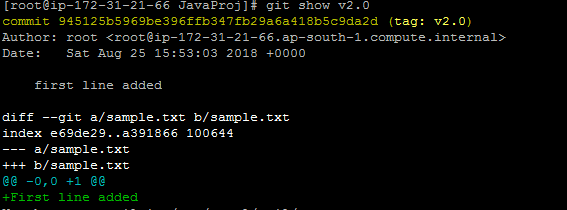 [root@ip-172-31-21-66 JavaProj]# git show v2.0
commit 945125b5969be396ffb347fb29a6a418b5c9da2d (tag: v2.0)
Author: root <root@ip-172-31-21-66.ap-south-1.compute.internal>
Date:   Sat Aug 25 15:53:03 2018 +0000
    first line added
diff --git a/sample.txt b/sample.txt
index e69de29..a391866 100644
--- a/sample.txt
+++ b/sample.txt
@@ -0,0 +1 @@
+First line added